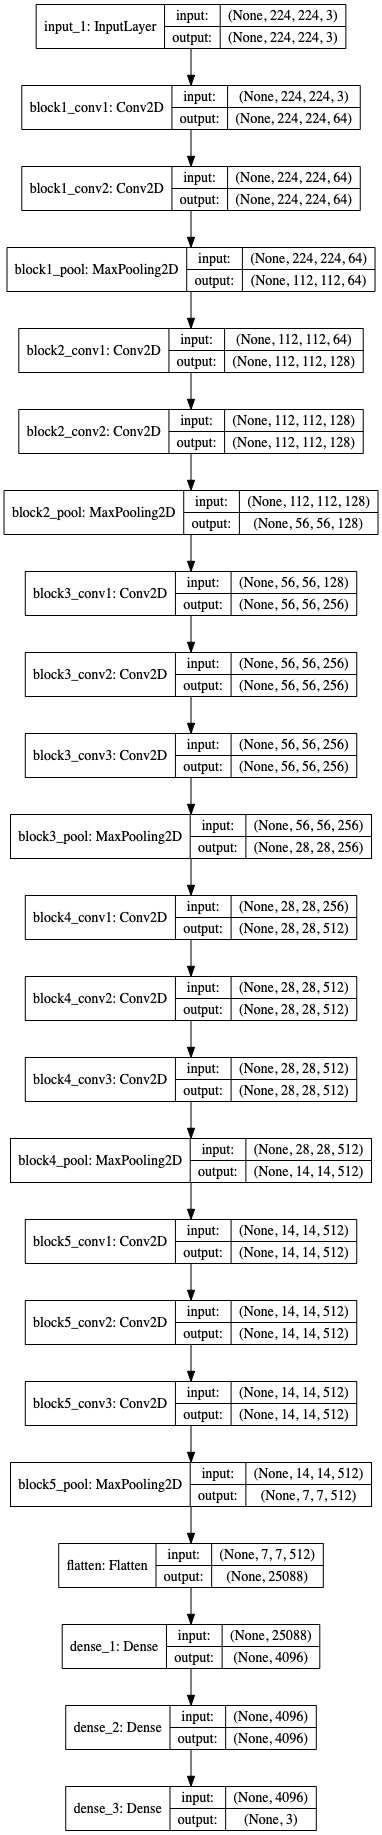 input_1: InputLayer
input: (None, 224, 224, 3)
output: (None, 224, 224, 3)
block1_conv1: Conv2D
input: (None, 224, 224, 3)
output: (None, 224, 224, 64)
block1_conv2: Conv2D
input: (None, 224, 224, 64)
output: (None, 224, 224, 64)
block1_pool: MaxPooling2D
input: (None, 224, 224, 64)
output: (None, 112, 112, 64)
block2_conv1: Conv2D
input: (None, 112, 112, 64)
output: (None, 112, 112, 128)
block2_conv2: Conv2D
input: (None, 112, 112, 128)
output: (None, 112, 112, 128)
block2_pool: MaxPooling2D
input: (None, 112, 112, 128)
output: (None, 56, 56, 128)
block3_conv1: Conv2D
input: (None, 56, 56, 128)
output: (None, 56, 56, 256)
block3_conv2: Conv2D
input: (None, 56, 56, 256)
output: (None, 56, 56, 256)
block3_conv3: Conv2D
input: (None, 56, 56, 256)
output: (None, 56, 56, 256)
block3_pool: MaxPooling2D
input: (None, 56, 56, 256)
output: (None, 28, 28, 256)
block4_conv1: Conv2D
input: (None, 28, 28, 256)
output: (None, 28, 28, 512)
block4_conv2: Conv2D
input: (None, 28, 28, 512)
output: (None, 28, 28, 512)
block4_conv3: Conv2D
input: (None, 28, 28, 512)
output: (None, 28, 28, 512)
block4_pool: MaxPooling2D
input: (None, 28, 28, 512)
output: (None, 14, 14, 512)
block5_conv1: Conv2D
input: (None, 14, 14, 512)
output: (None, 14, 14, 512)
block5_conv2: Conv2D
input: (None, 14, 14, 512)
output: (None, 14, 14, 512)
block5_conv3: Conv2D
input: (None, 14, 14, 512)
output: (None, 14, 14, 512)
block5_pool: MaxPooling2D
input: (None, 14, 14, 512)
output: (None, 7, 7, 512)
flatten: Flatten
input: (None, 7, 7, 512)
output: (None, 25088)
dense_1: Dense
input: (None, 25088)
output: (None, 4096)
dense_2: Dense
input: (None, 4096)
output: (None, 4096)
dense_3: Dense
input: (None, 4096)
output: (None, 3)